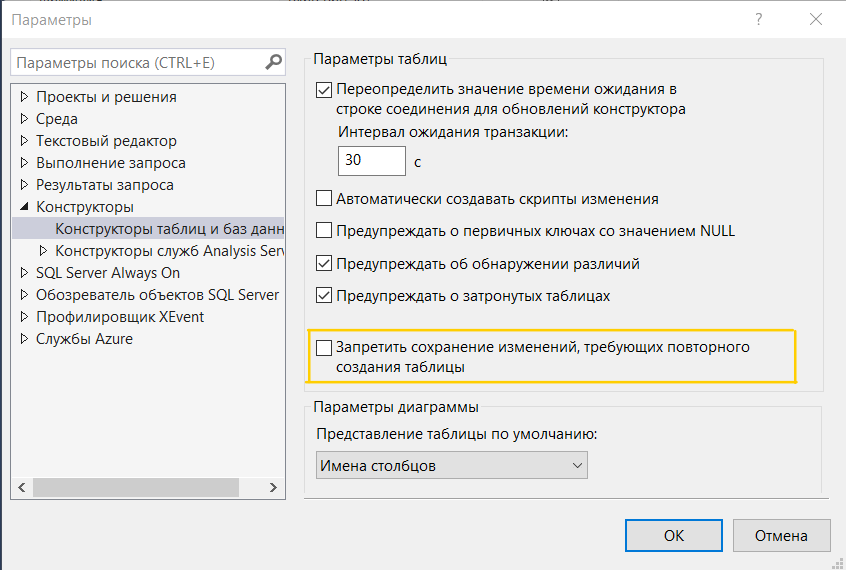 Параметры
?
Параметры поиска (CTRL+E)
Проекты и решения
Среда
Текстовый редактор
Выполнение запроса
Результаты запроса
Конструкторы
Конструкторы таблиц и баз данн
Конструкторы служб Analysis Serv
SQL Server Always On
Обозреватель объектов SQL Server
Профилировщик XEvent
Службы Azure
Параметры таблиц
Переопределить значение времени ожидания в
строке соединения для обновлений конструктора
Интервал ожидания транзакции:
30 с
Автоматически создавать скрипты изменения
Предупреждать о первичных ключах со значением NULL
Предупреждать об обнаружении различий
Предупреждать о затронутых таблицах
Запретить сохранение изменений, требующих повторного
создания таблицы
Параметры диаграммы
Представление таблицы по умолчанию:
Имена столбцов
OK
Отмена